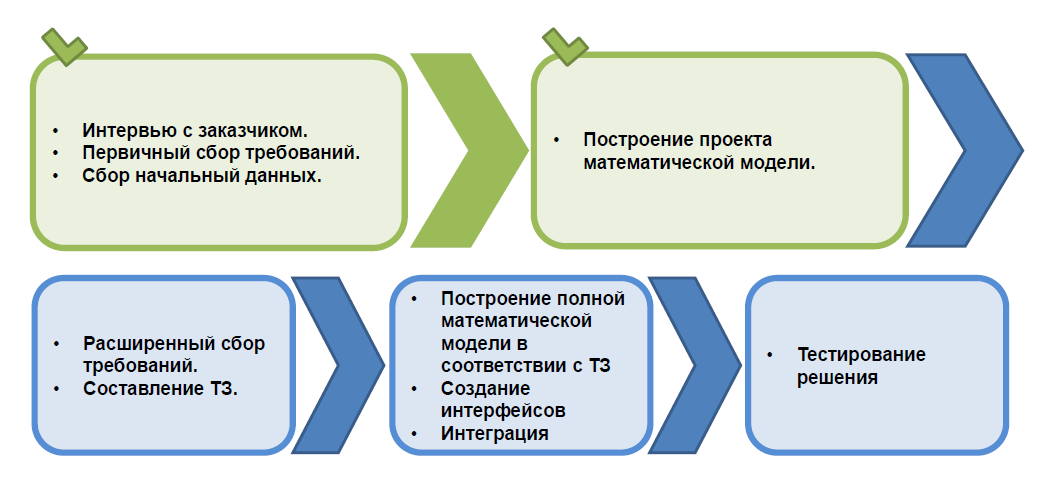 • Интервью с заказчиком.
• Первичный сбор требований.
• Сбор начальный данных.
• Построение проекта
математической модели.
• Расширенный сбор
требований.
• Составление ТЗ.
• Построение полной
математической
модели в
соответствии с ТЗ
• Создание
интерфейсов
• Интеграция
• Тестирование
решения